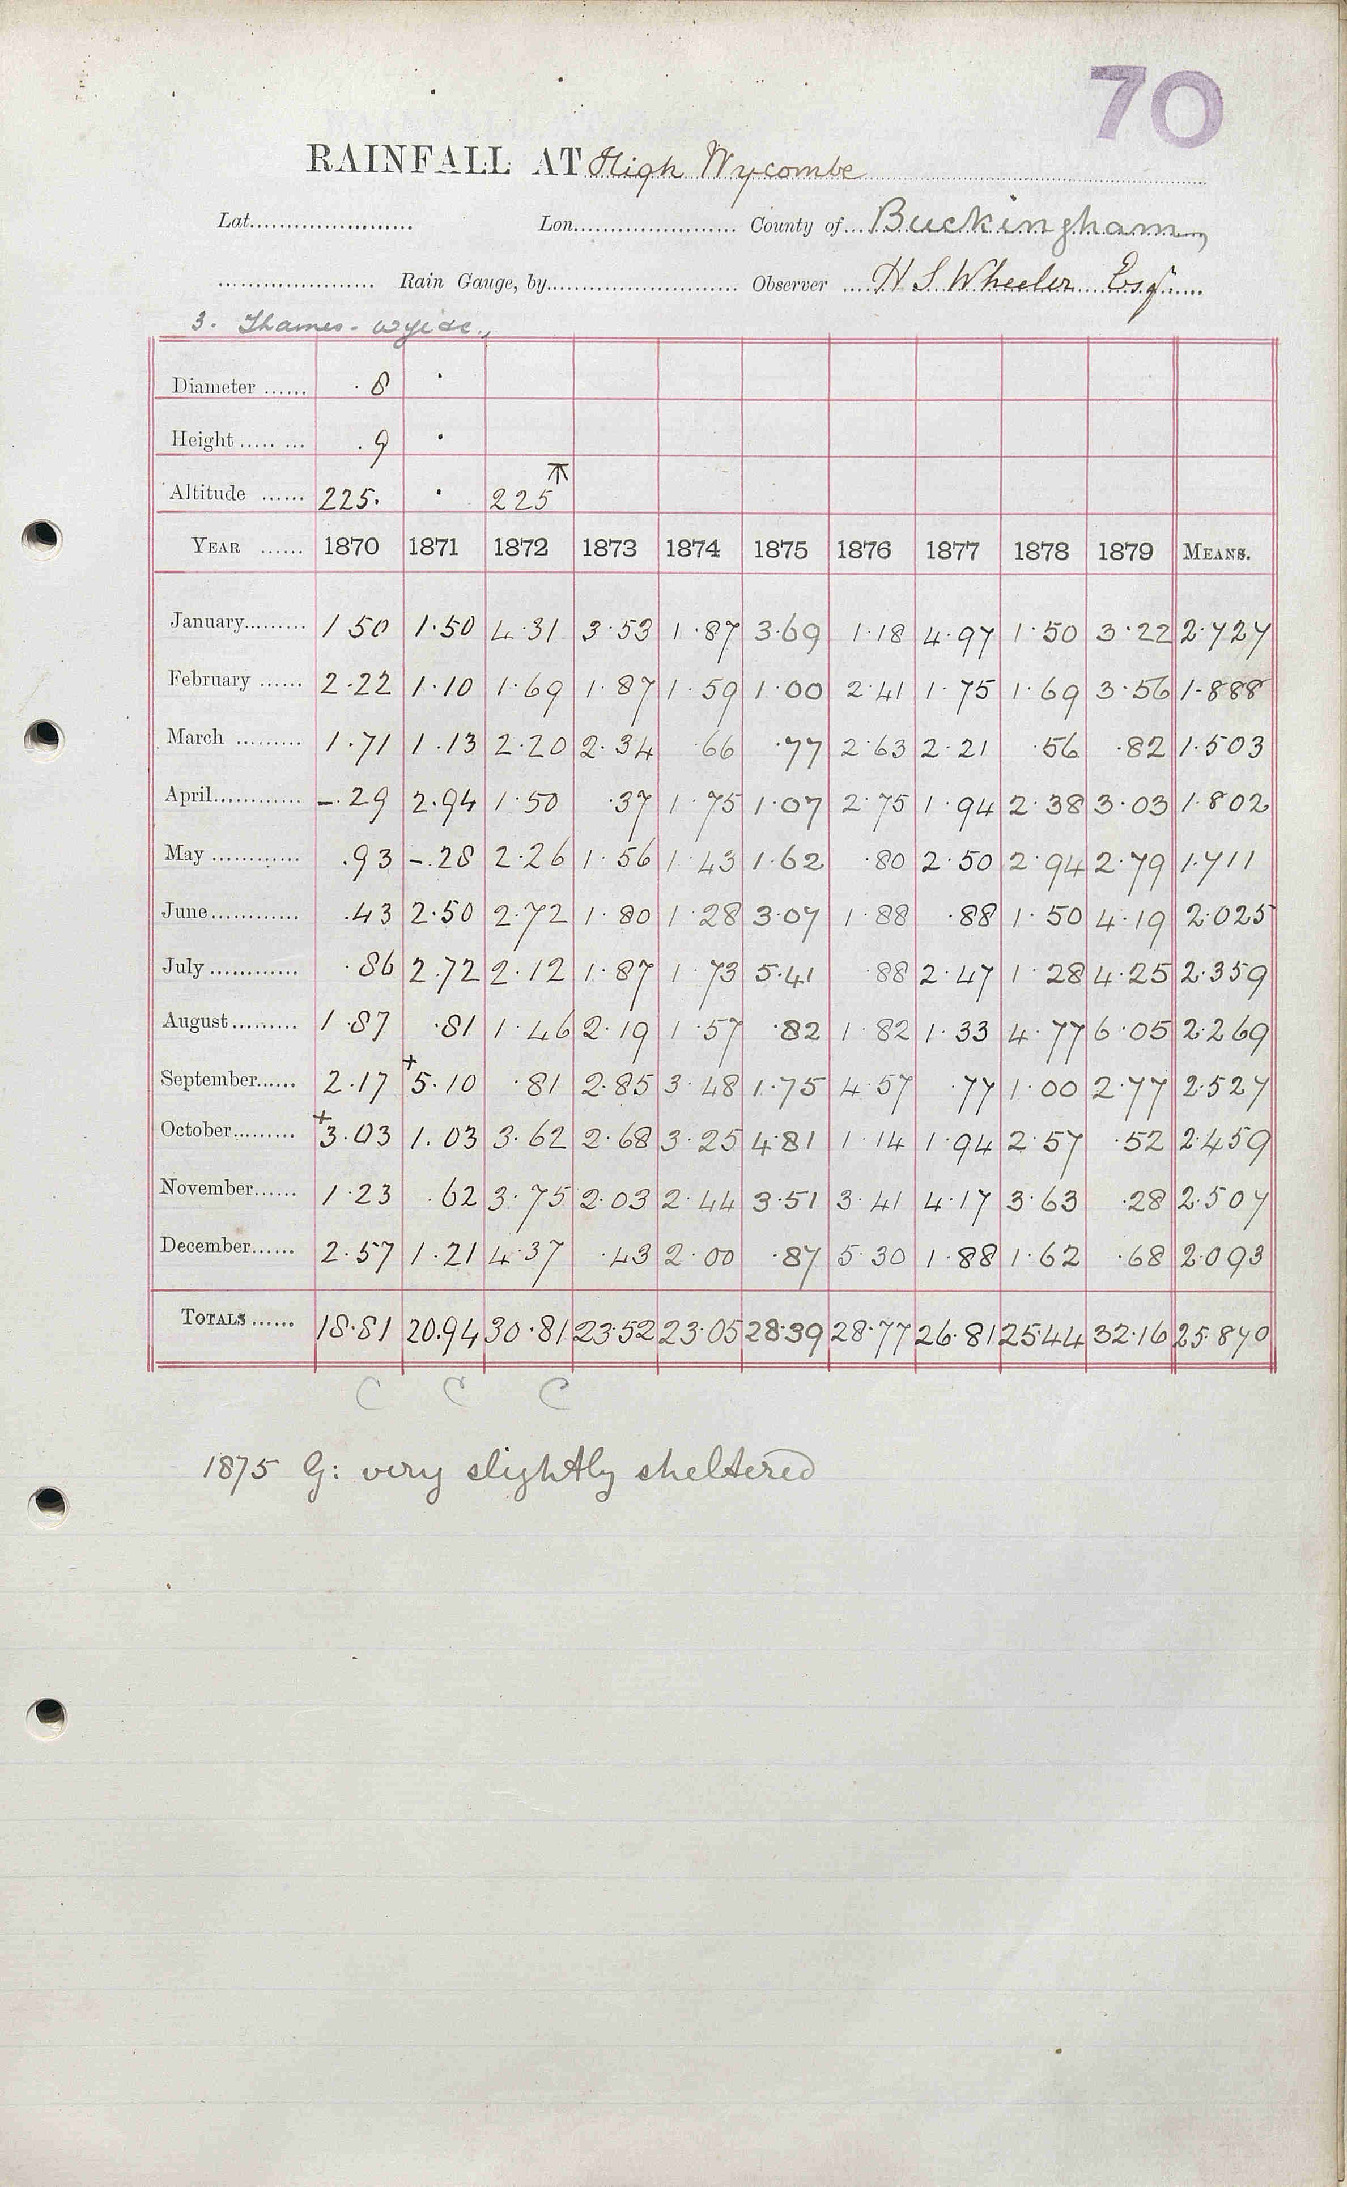 70
RAINFALL AT High Wycombe
Lat. Lon. County of Buckingham
Rain Gauge, by Observer H S Wheeler Esq
3. Thames -
Diameter ...... .8 .
Height ........ .9 .
Altitude ...... 225. . 225
YEAR ...... 1870 1871 1872 1873 1874 1875 1876 1877 1878 1879 MEANS.
January ......... 1 50 1.50 4.31 3.53 1.87 3.69 1.18 4.97 1.50 3.22 2.727
February ...... 2.22 1.10 1.69 1.87 1.59 1.00 2.41 1.75 1.69 3.56 1.888
March ......... 1.71 1.13 2.20 2.34 .66 .77 2.63 2.21 .56 .82 1.503
April ............ -.29 2.94 1.50 .37 1.75 1.07 2.75 1.94 2.38 3.03 1.802
May ............ .93 -.28 2.26 1.56 1.43 1.62 .80 2.50 2.94 2.79 1.711
June ............ .43 2.50 2.72 1.80 1.28 3.07 1.88 .88 1.50 4.19 2.025
July ............ .86 2.72 2.12 1.87 1.73 5.41 .88 2.47 1.28 4.25 2.359
August ......... 1.87 .81 1.46 2.19 1.57 .82 1.82 1.33 4.77 6.05 2.269
September...... 2.17 +5.10 .81 2.85 3.48 1.75 4.57 .77 1.00 2.77 2.527
October ......... +3.03 1.03 3.62 2.68 3.25 4.81 1.14 1.94 2.57 .52 2.459
November ...... 1.23 .62 3.75 2.03 2.44 3.51 3.41 4.17 3.63 .28 2.507
December ...... 2.57 1.21 4.37 .43 2.00 .87 5.30 1.88 1.62 .68 2.093
TOTALS ...... 18.81 20.94 30.81 23.52 23.05 28.39 28.77 26.81 25.44 32.16 25.870
C C C
1875 G: very slightly sheltered